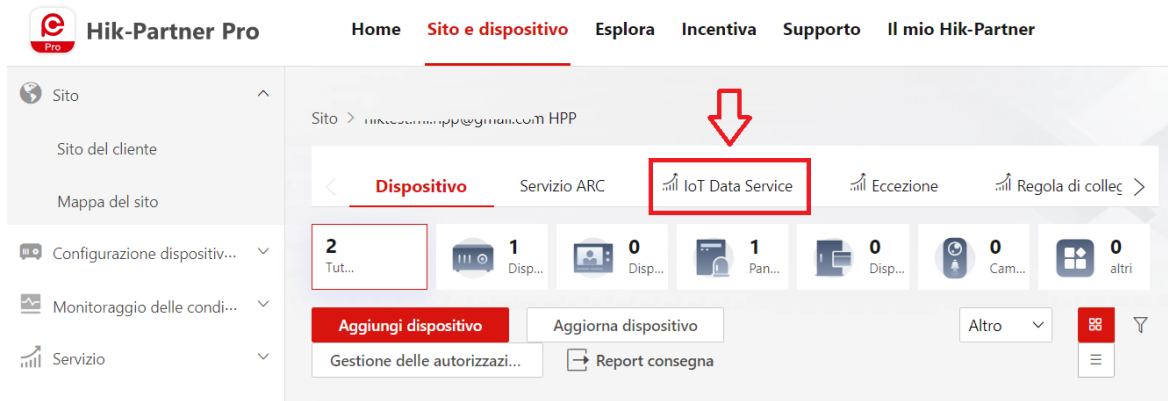 Hik-Partner Pro
Pro
Home Sito e dispositivo Esplora Incentiva Supporto Il mio Hik-Partner
Sito
Sito del cliente
Mappa del sito
Configurazione dispositiv...
Monitoraggio delle condi...
Servizio
Sito > HPP
Dispositivo Servizio ARC IoT Data Service Eccezione Regola di colleg
2 Tut...
1 Disp...
0 Disp...
1 Pan...
0 Disp...
0 Cam...
0 altri
Aggiungi dispositivo Aggiorna dispositivo Altro
Gestione delle autorizzazi... Report consegna